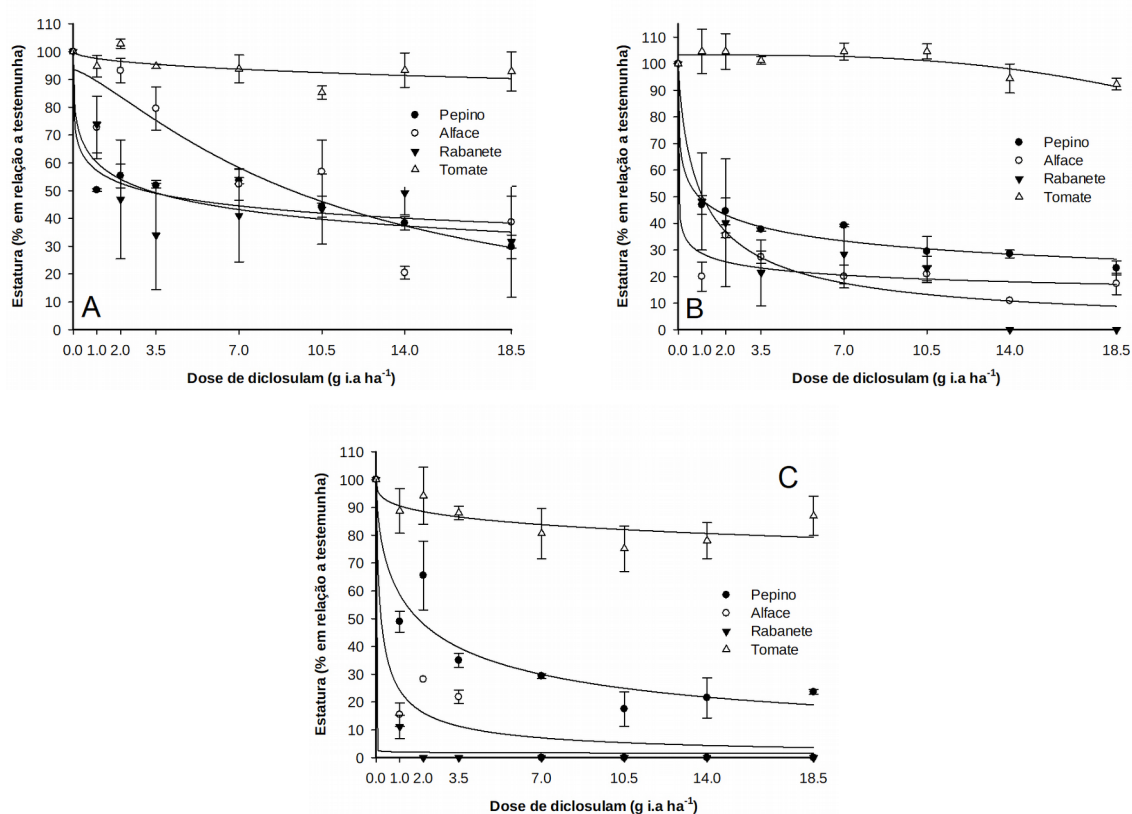 Estatura (% em relação a testemunha)
110
100
90
80
70
60
50
40
30
20
10
0
Pepino
Alface
Rabanete
Tomate
A
0.0 1.0 2.0 3.5 7.0 10.5 14.0 18.5
Dose de diclosulam (g i.a ha⁻¹)
Estatura (% em relação a testemunha)
110
100
90
80
70
60
50
40
30
20
10
0
Pepino
Alface
Rabanete
Tomate
B
0.0 1.0 2.0 3.5 7.0 10.5 14.0 18.5
Dose de diclosulam (g i.a ha⁻¹)
Estatura (% em relação a testemunha)
110
100
90
80
70
60
50
40
30
20
10
0
C
Pepino
Alface
Rabanete
Tomate
0.0 1.0 2.0 3.5 7.0 10.5 14.0 18.5
Dose de diclosulam (g i.a ha⁻¹)